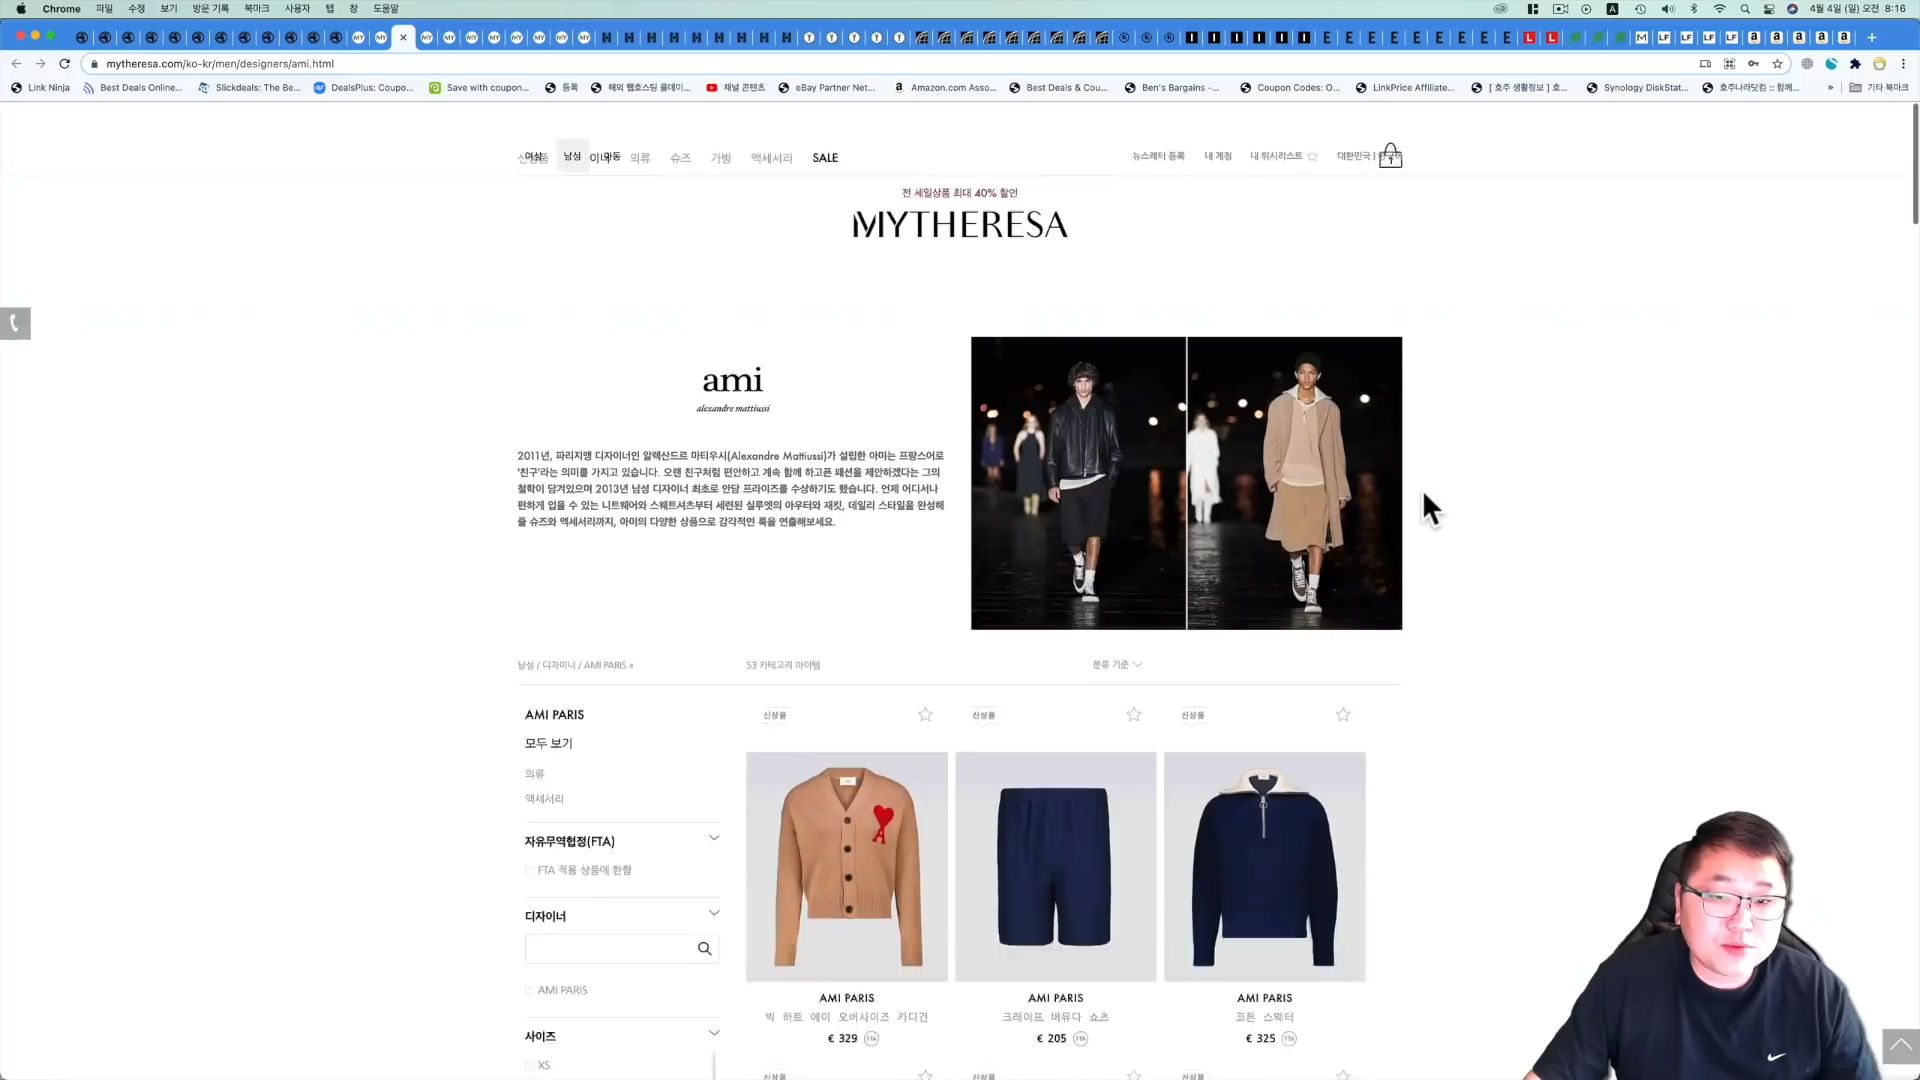 Chrome 파일 수정 보기 방문 기록 북마크 사용자 탭 창 도움말
4월 4일 (일) 오전 8:16
mytheresa.com/ko-kr/men/designers/ami.html
Link Ninja Best Deals Online... Slickdeals: The Be... DealsPlus: Coupo... Save with coupon... 등록 해외 웹호스팅 올데이... 채널 콘텐츠 eBay Partner Net... Amazon.com Asso... Best Deals & Cou... Ben's Bargains –... Coupon Codes: O... LinkPrice Affiliate... [ 호주 생활정보 ] 호... Synology DiskStat... 호주나라닷컴 :: 함께... » 기타 북마크
여성 남성 아동 의류 슈즈 가방 액세서리 SALE
뉴스레터 등록 내 계정 내 위시리스트 대한민국 |
전 세일상품 최대 40% 할인
MYTHERESA
ami
alexandre mattiussi
2011년, 파리지앵 디자이너인 알렉산드르 마티우시(Alexandre Mattiussi)가 설립한 아미는 프랑스어로
'친구'라는 의미를 가지고 있습니다. 오랜 친구처럼 편안하고 계속 함께 하고픈 패션을 제안하겠다는 그의
철학이 담겨있으며 2013년 남성 디자이너 최초로 안담 프라이즈를 수상하기도 했습니다. 언제 어디서나
편하게 입을 수 있는 니트웨어와 스웨트셔츠부터 세련된 실루엣의 아우터와 재킷, 데일리 스타일을 완성해
줄 슈즈와 액세서리까지, 아미의 다양한 상품으로 감각적인 룩을 연출해보세요.
남성 / 디자이너 / AMI PARIS »
53 카테고리 아이템
분류 기준
AMI PARIS
모두 보기
의류
액세서리
자유무역협정(FTA)
FTA 적용 상품에 한함
디자이너
AMI PARIS
사이즈
XS
신상품 신상품 신상품
AMI PARIS AMI PARIS AMI PARIS
빅 하트 에이 오버사이즈 카디건 크레이프 버뮤다 쇼츠 코튼 스웨터
€ 329 FTA € 205 FTA € 325 FTA
신상품 신상품 신상품